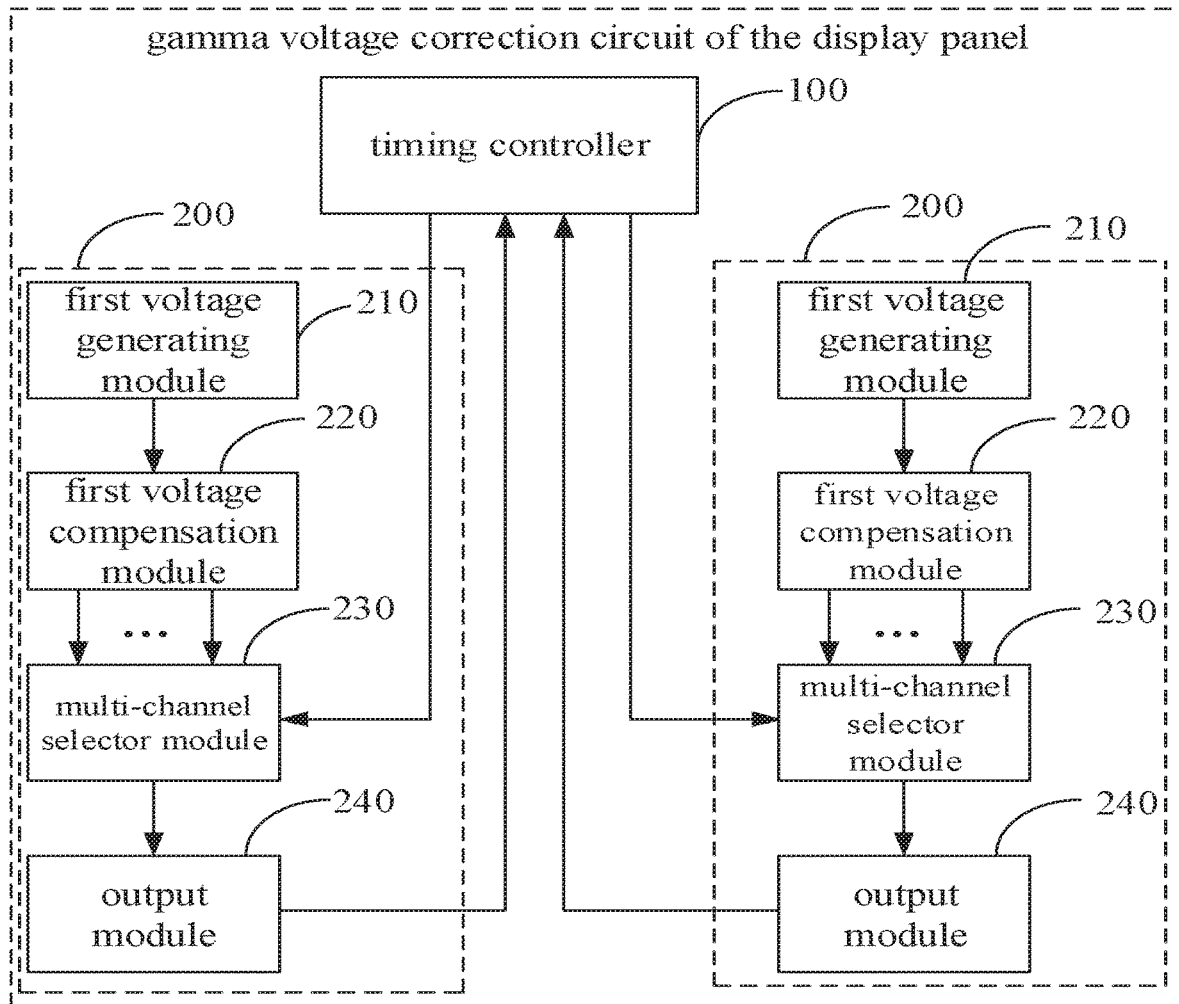 gamma voltage correction circuit of the display panel
100
timing controller
200
200
210
first voltage
generating
module
210
first voltage
generating
module
220
first voltage
compensation
module
220
first voltage
compensation
module
...
230
multi-channel
selector module
...
230
multi-channel
selector
module
240
output
module
240
output
module